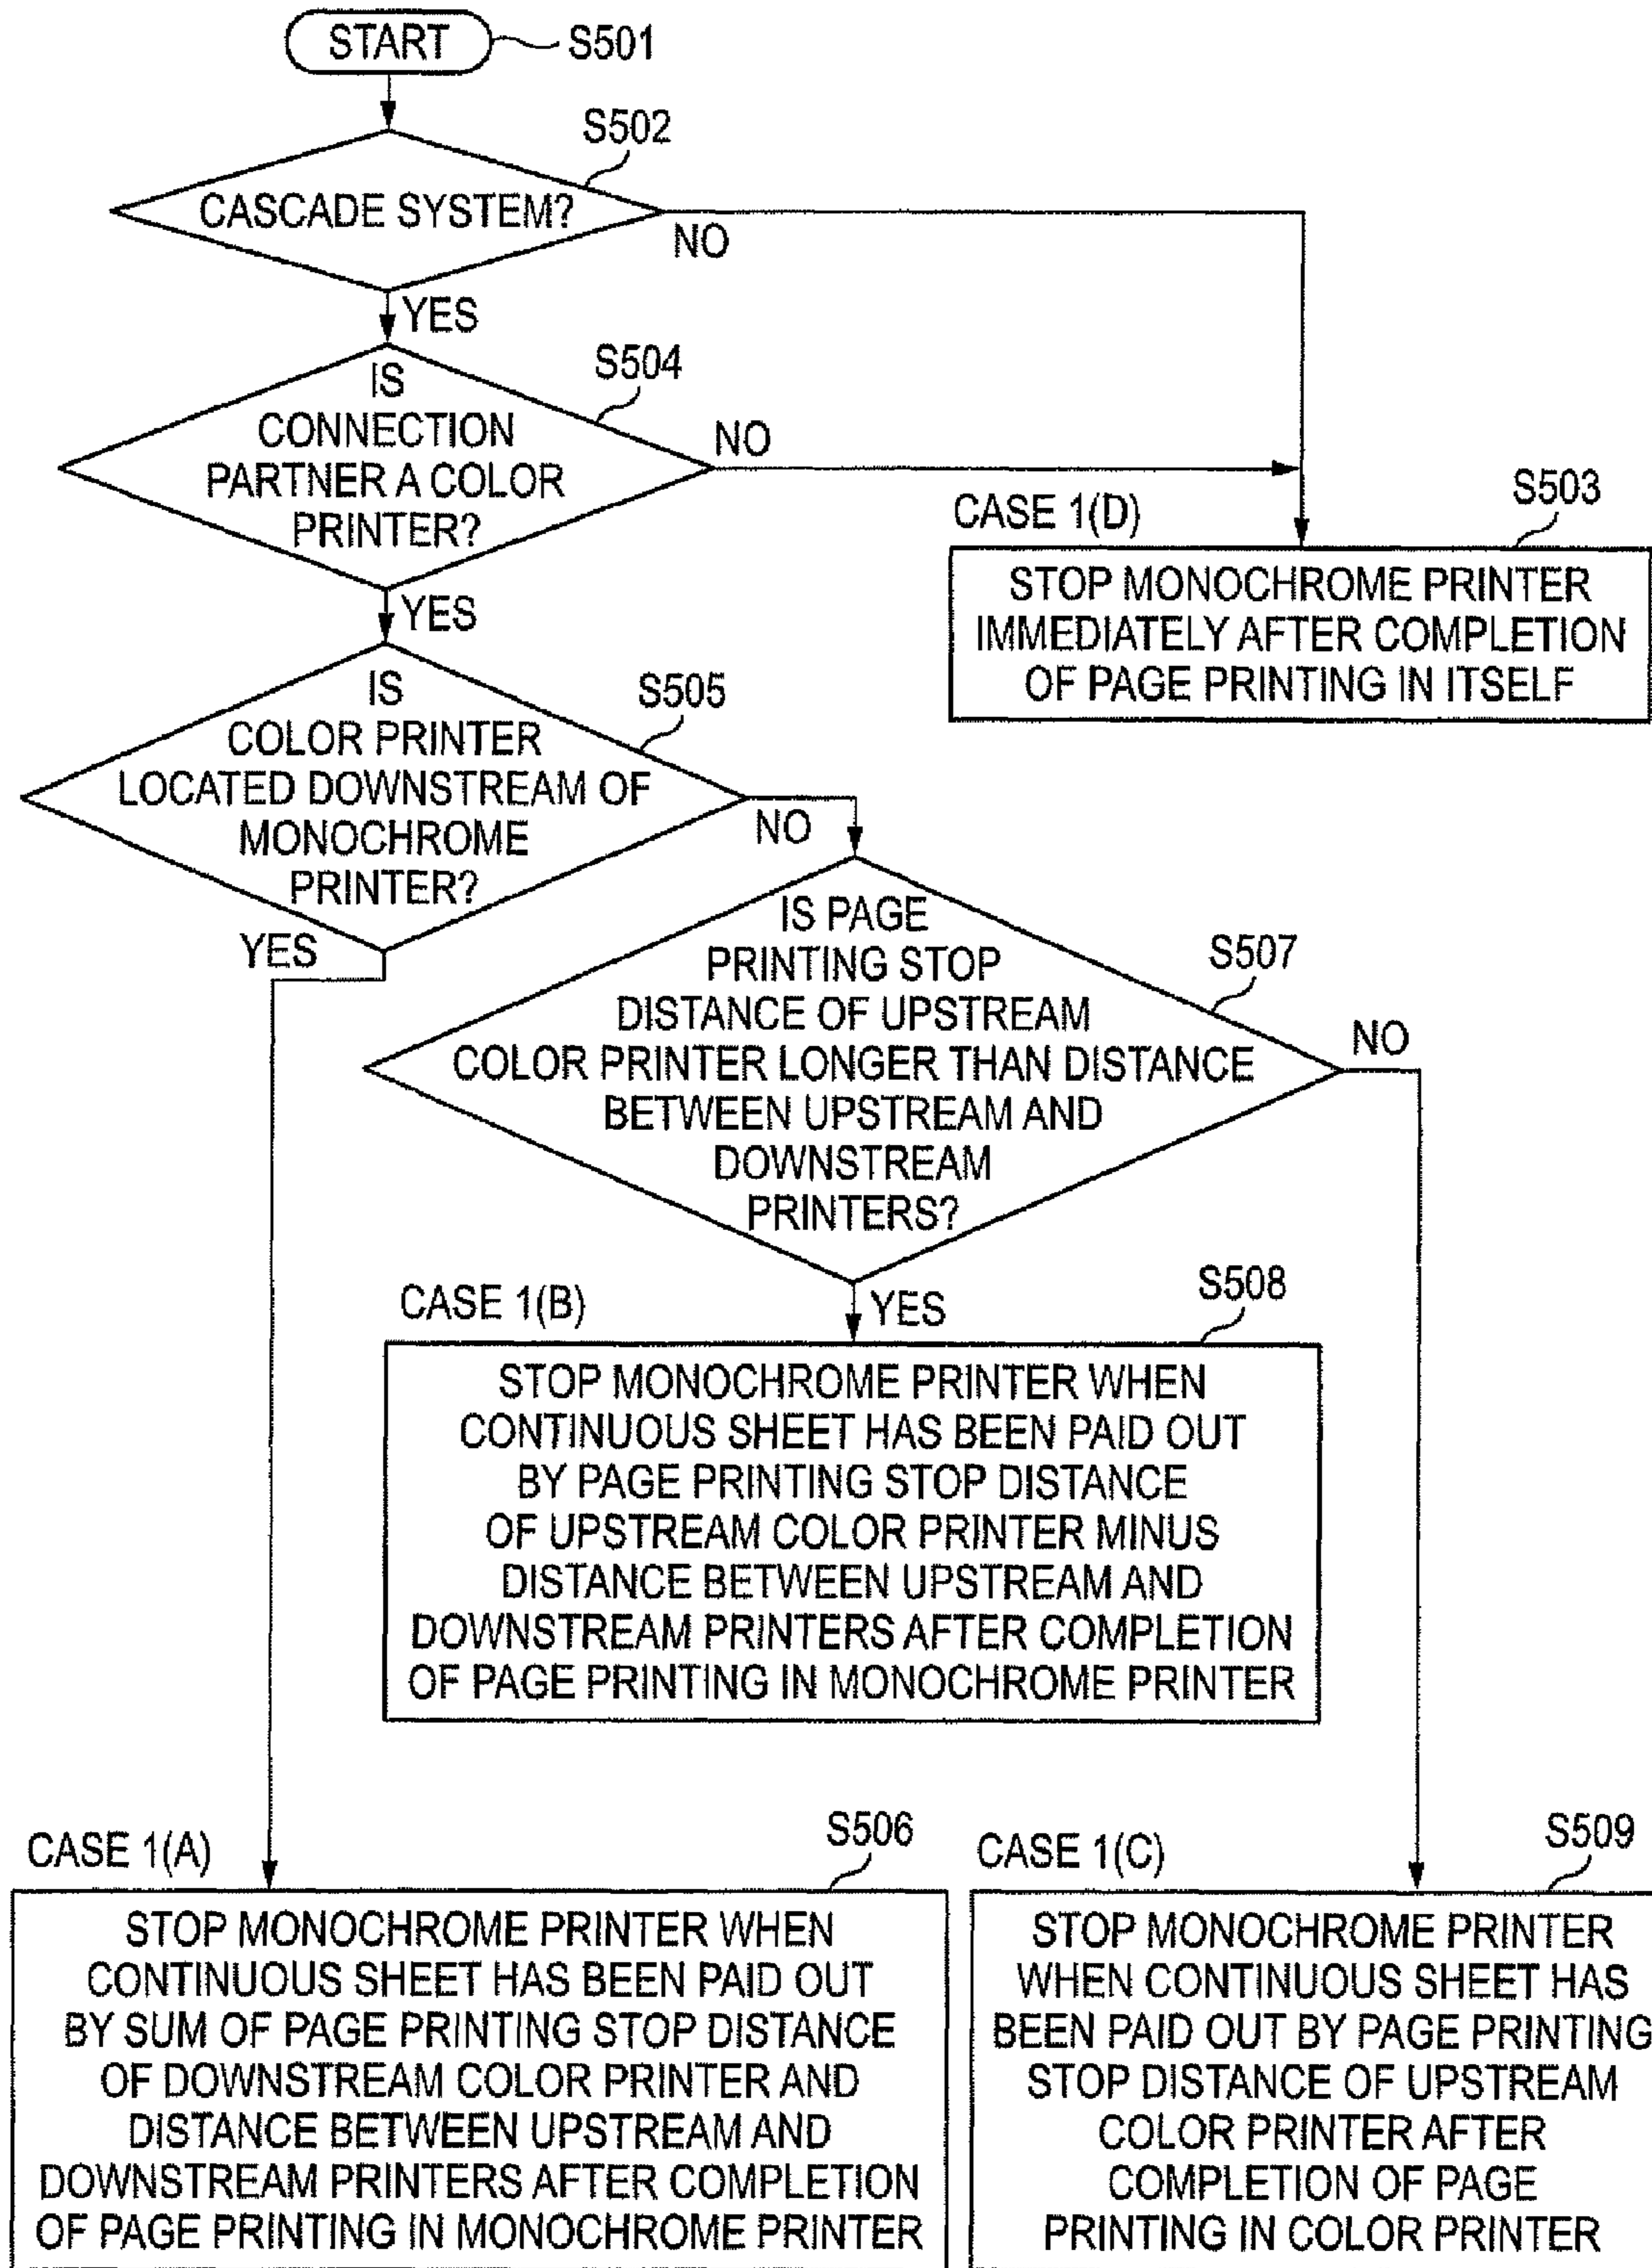 START
S501
S502
CASCADE SYSTEM?
NO
YES
S504
IS
CONNECTION
PARTNER A COLOR
PRINTER?
NO
YES
CASE 1(D)
S503
STOP MONOCHROME PRINTER
IMMEDIATELY AFTER COMPLETION
OF PAGE PRINTING IN ITSELF
S505
IS
COLOR PRINTER
LOCATED DOWNSTREAM OF
MONOCHROME
PRINTER?
NO
YES
S507
IS PAGE
PRINTING STOP
DISTANCE OF UPSTREAM
COLOR PRINTER LONGER THAN DISTANCE
BETWEEN UPSTREAM AND
DOWNSTREAM
PRINTERS?
NO
YES
CASE 1(B)
S508
STOP MONOCHROME PRINTER WHEN
CONTINUOUS SHEET HAS BEEN PAID OUT
BY PAGE PRINTING STOP DISTANCE
OF UPSTREAM COLOR PRINTER MINUS
DISTANCE BETWEEN UPSTREAM AND
DOWNSTREAM PRINTERS AFTER COMPLETION
OF PAGE PRINTING IN MONOCHROME PRINTER
CASE 1(A)
S506
STOP MONOCHROME PRINTER WHEN
CONTINUOUS SHEET HAS BEEN PAID OUT
BY SUM OF PAGE PRINTING STOP DISTANCE
OF DOWNSTREAM COLOR PRINTER AND
DISTANCE BETWEEN UPSTREAM AND
DOWNSTREAM PRINTERS AFTER COMPLETION
OF PAGE PRINTING IN MONOCHROME PRINTER
CASE 1(C)
S509
STOP MONOCHROME PRINTER
WHEN CONTINUOUS SHEET HAS
BEEN PAID OUT BY PAGE PRINTING
STOP DISTANCE OF UPSTREAM
COLOR PRINTER AFTER
COMPLETION OF PAGE
PRINTING IN COLOR PRINTER